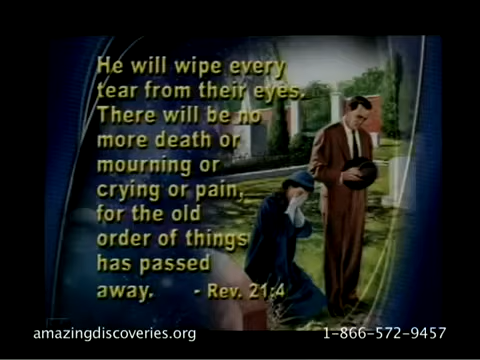 He will wipe every
tear from their eyes.
There will be no
more death or
mourning or
crying or pain,
for the old
order of things
has passed
away. - Rev. 21:4
amazingdiscoveries.org 1-866-572-9457